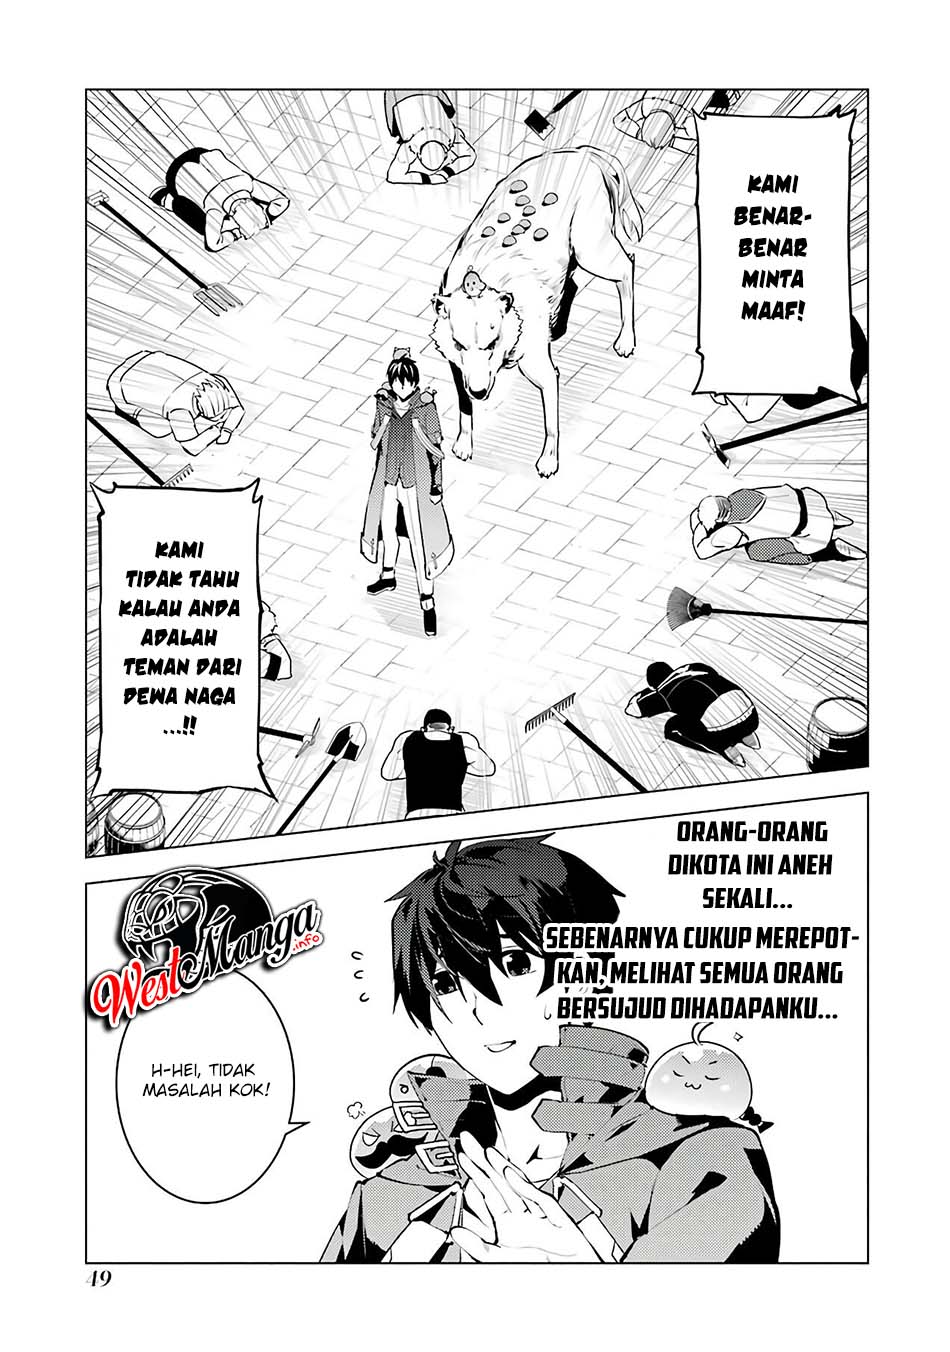 KAMI
BENAR-
BENAR
MINTA
MAAF!
KAMI
TIDAK TAHU
KALAU ANDA
ADALAH
TEMAN DARI
DEWA NAGA
...!!
ORANG-ORANG
DIKOTA INI ANEH
SEKALI...
SEBENARNYA CUKUP MEREPOT-
KAN, MELIHAT SEMUA ORANG
BERSUJUD DIHADAPANKU...
WestManga
.info
H-HEI, TIDAK
MASALAH KOK!
49